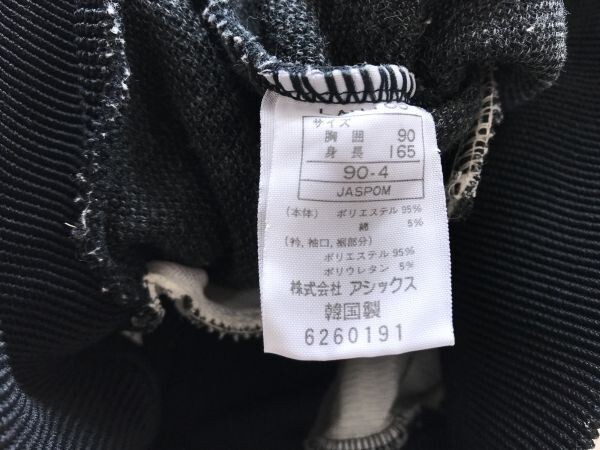 サイズ
胸囲 90
身長 165
90-4
JASPOM
(本体) ポリエステル 95%
綿 5%
(衿、袖口、裾部分)
ポリエステル 95%
ポリウレタン 5%
株式会社 アシックス
韓国製
6260191